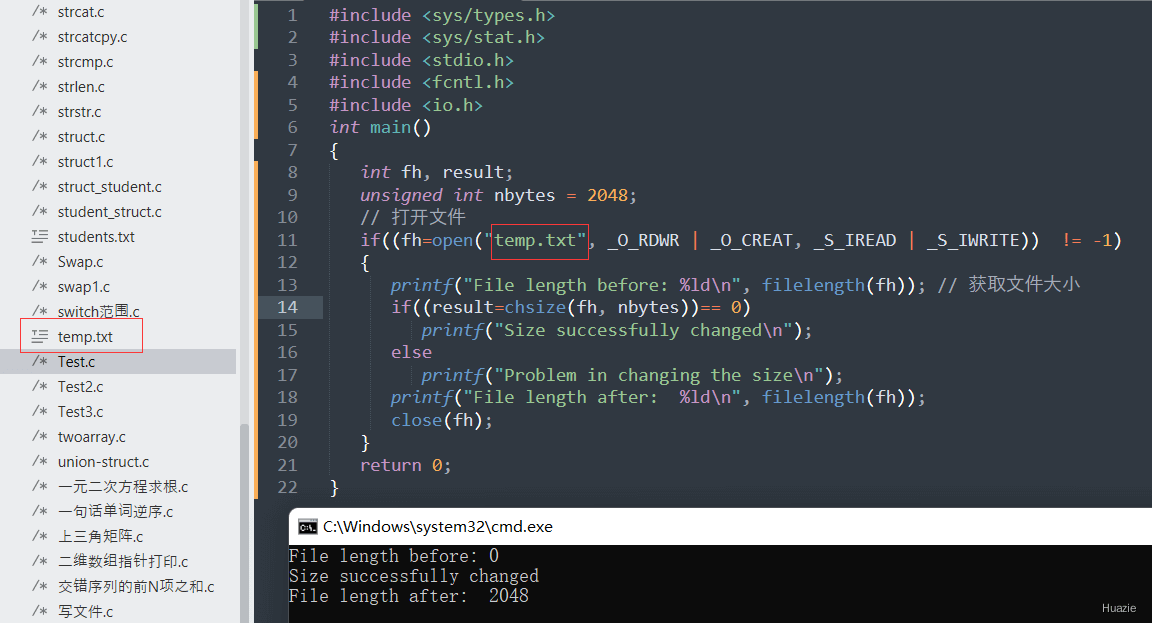 /* strcat.c
/* strcatcpy.c
/* strcmp.c
/* strlen.c
/* strstr.c
/* struct.c
/* struct1.c
/* struct_student.c
/* student_struct.c
students.txt
/* Swap.c
/* swap1.c
/* switch范围.c
temp.txt
/* Test.c
/* Test2.c
/* Test3.c
/* twoarray.c
/* union-struct.c
/* 一元二次方程求根.c
/* 一句话单词逆序.c
/* 上三角矩阵.c
/* 二维数组指针打印.c
/* 交错序列的前N项之和.c
/* 写文件.c
1 #include <sys/types.h>
2 #include <sys/stat.h>
3 #include <stdio.h>
4 #include <fcntl.h>
5 #include <io.h>
6 int main()
7 {
8 int fh, result;
9 unsigned int nbytes = 2048;
10 // 打开文件
11 if((fh=open("temp.txt", _O_RDWR | _O_CREAT, _S_IREAD | _S_IWRITE))  != -1)
12 {
13 printf("File length before: %ld\n", filelength(fh)); // 获取文件大小
14 if((result=chsize(fh, nbytes))== 0)
15 printf("Size successfully changed\n");
16 else
17 printf("Problem in changing the size\n");
18 printf("File length after:  %ld\n", filelength(fh));
19 close(fh);
20 }
21 return 0;
22 }
C:\Windows\system32\cmd.exe
File length before: 0
Size successfully changed
File length after:  2048
Huazie